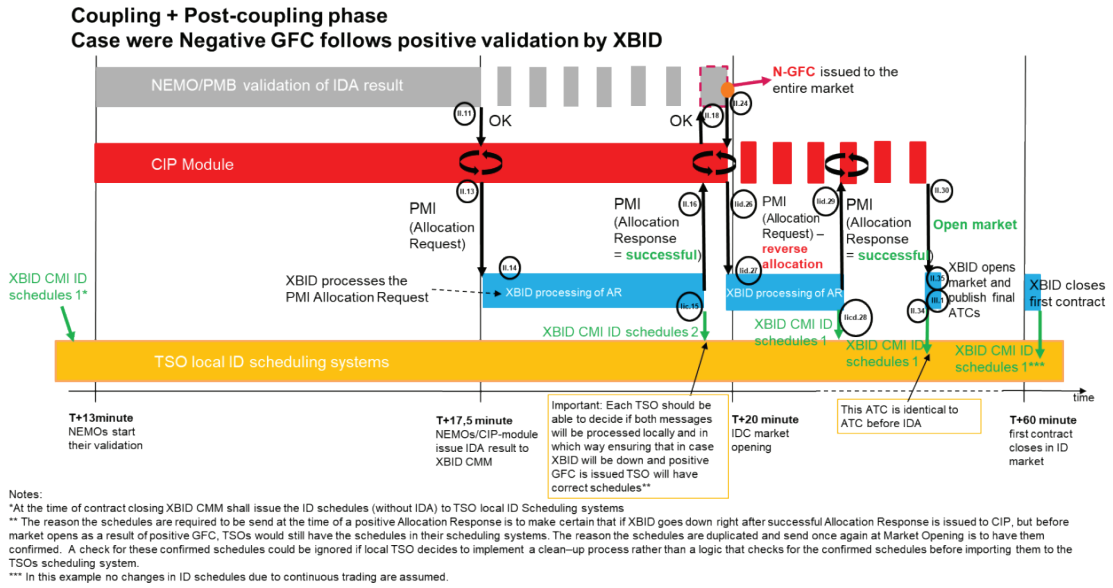 Coupling + Post-coupling phase
Case were Negative GFC follows positive validation by XBID
NEMO/PMB validation of IDA result
N-GFC issued to the
entire market
II.11
OK
OK
II.18
II.24
CIP Module
II.13
PMI
(Allocation
Request)
II.16
PMI
(Allocation
Response
= successful)
iid.26
PMI
(Allocation
Request) –
reverse
allocation
iid.29
PMI
(Allocation
Response
= successful)
II.30
Open market
XBID CMI ID
schedules 1*
XBID processes the
PMI Allocation Request
II.14
XBID processing of AR
iic.15
iid.27
XBID processing of AR
iicd.28
II.35
III.1
II.34
XBID opens
market and
publish final
ATCs
XBID closes
first contract
XBID CMI ID schedules 2
XBID CMI ID
schedules 1
XBID CMI ID
schedules 1
XBID CMI ID
schedules 1***
TSO local ID scheduling systems
time
T+13minute
NEMOs start
their validation
T+17,5 minute
NEMOs/CIP-module
issue IDA result to
XBID CMM
Important: Each TSO should be
able to decide if both messages
will be processed locally and in
which way ensuring that in case
XBID will be down and positive
GFC is issued TSO will have
correct schedules**
T+20 minute
IDC market
opening
This ATC is identical to
ATC before IDA
T+60 minute
first contract
closes in ID
market
Notes:
*At the time of contract closing XBID CMM shall issue the ID schedules (without IDA) to TSO local ID Scheduling systems
** The reason the schedules are required to be send at the time of a positive Allocation Response is to make certain that if XBID goes down right after successful Allocation Response is issued to CIP, but before
market opens as a result of positive GFC, TSOs would still have the schedules in their scheduling systems. The reason the schedules are duplicated and send once again at Market Opening is to have them
confirmed. A check for these confirmed schedules could be ignored if local TSO decides to implement a clean–up process rather than a logic that checks for the confirmed schedules before importing them to the
TSOs scheduling system.
*** In this example no changes in ID schedules due to continuous trading are assumed.